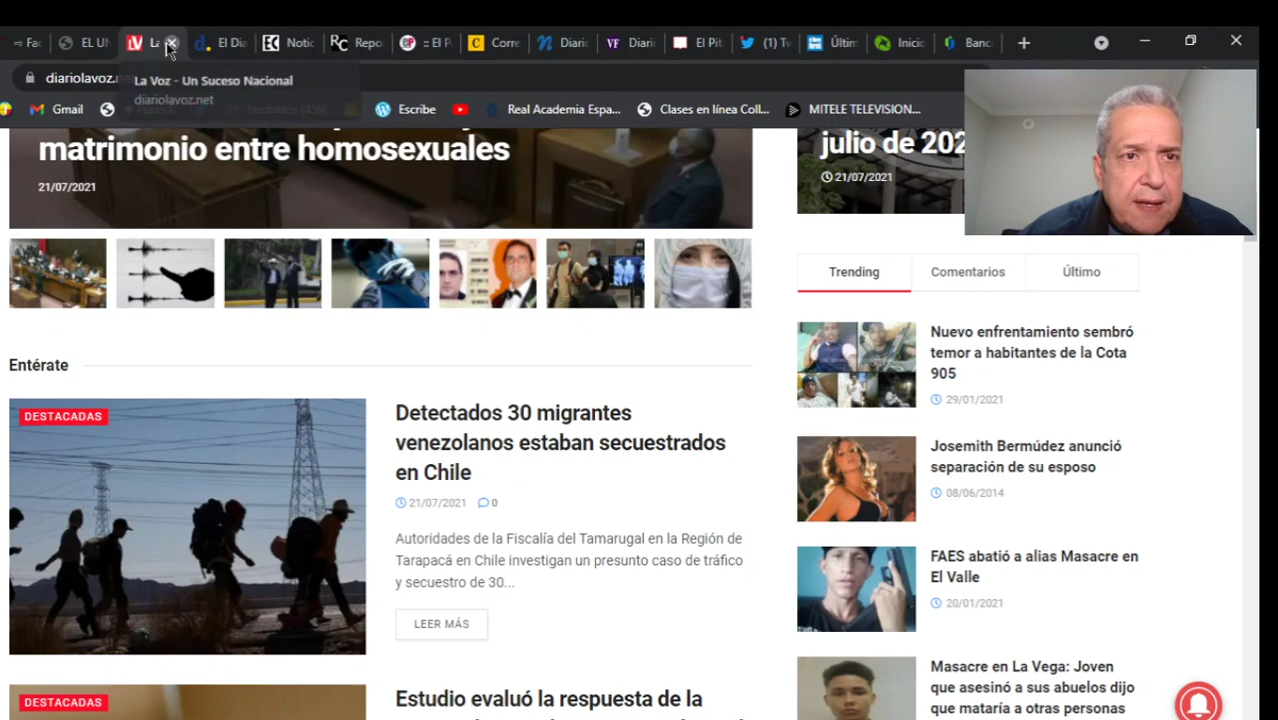 Fac
EL UN
La
El Dia
Notic
Repo
:: El P
Corre
Diari
Diari
El Pit
(1) Tw
Últim
Inicio
Banc
diariolavoz.n
La Voz - Un Suceso Nacional
diariolavoz.net
Gmail
Escribe
Real Academia Espa...
Clases en línea Coll...
MITELE TELEVISION...
matrimonio entre homosexuales
21/07/2021
julio de 202
21/07/2021
Trending
Comentarios
Último
Entérate
DESTACADAS
Detectados 30 migrantes
venezolanos estaban secuestrados
en Chile
21/07/2021
0
Autoridades de la Fiscalía del Tamarugal en la Región de
Tarapacá en Chile investigan un presunto caso de tráfico
y secuestro de 30...
LEER MÁS
DESTACADAS
Estudio evaluó la respuesta de la
Nuevo enfrentamiento sembró
temor a habitantes de la Cota
905
29/01/2021
Josemith Bermúdez anunció
separación de su esposo
08/06/2014
FAES abatió a alias Masacre en
El Valle
20/01/2021
Masacre en La Vega: Joven
que asesinó a sus abuelos dijo
que mataría a otras personas